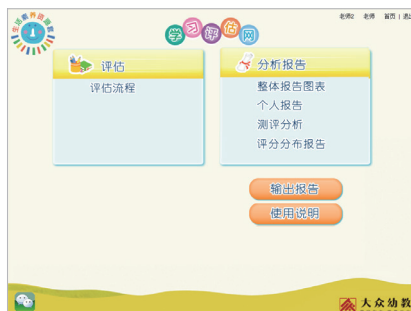 老师2 老师 首页
学习评估网
评估
评估流程
分析报告
整体报告图表
个人报告
测评分析
评分分布报告
输出报告
使用说明
大众幼教